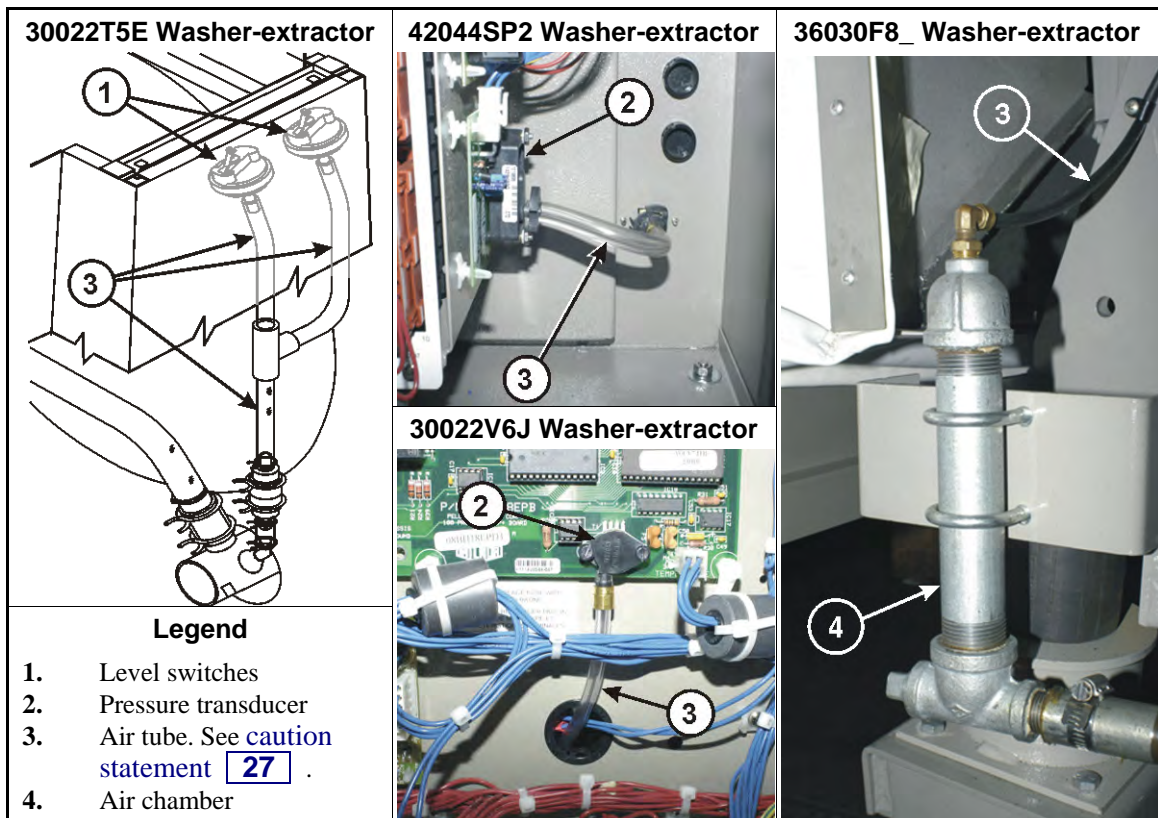 30022T5E Washer-extractor
1
3
Legend
1. Level switches
2. Pressure transducer
3. Air tube. See caution
statement 27 .
4. Air chamber
42044SP2 Washer-extractor
2
3
30022V6J Washer-extractor
2
3
36030F8_ Washer-extractor
3
4